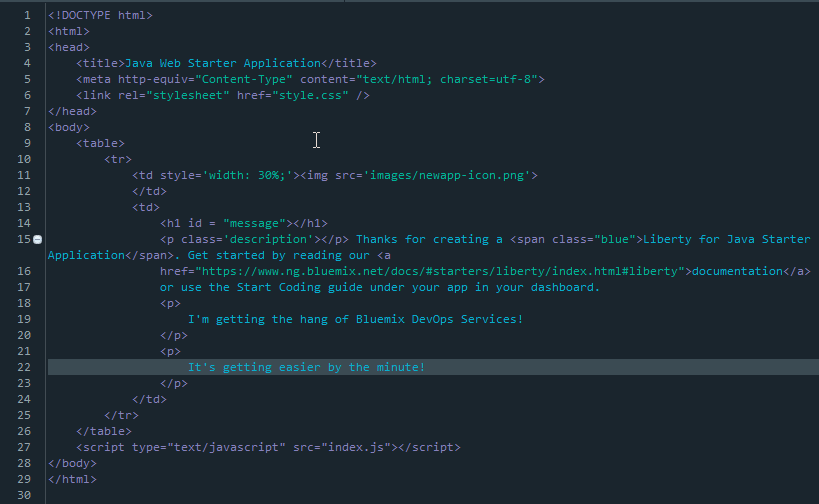 1 <!DOCTYPE html>
2 <html>
3 <head>
4     <title>Java Web Starter Application</title>
5     <meta http-equiv="Content-Type" content="text/html; charset=utf-8">
6     <link rel="stylesheet" href="style.css" />
7 </head>
8 <body>
9     <table>
10         <tr>
11             <td style='width: 30%;'><img src='images/newapp-icon.png'>
12             </td>
13             <td>
14                 <h1 id = "message"></h1>
15                 <p class='description'></p> Thanks for creating a <span class="blue">Liberty for Java Starter
Application</span>. Get started by reading our <a
16                 href="https://www.ng.bluemix.net/docs/#starters/liberty/index.html#liberty">documentation</a>
17                 or use the Start Coding guide under your app in your dashboard.
18                 <p>
19                     I'm getting the hang of Bluemix DevOps Services!
20                 </p>
21                 <p>
22                     It's getting easier by the minute!
23                 </p>
24             </td>
25         </tr>
26     </table>
27     <script type="text/javascript" src="index.js"></script>
28 </body>
29 </html>
30